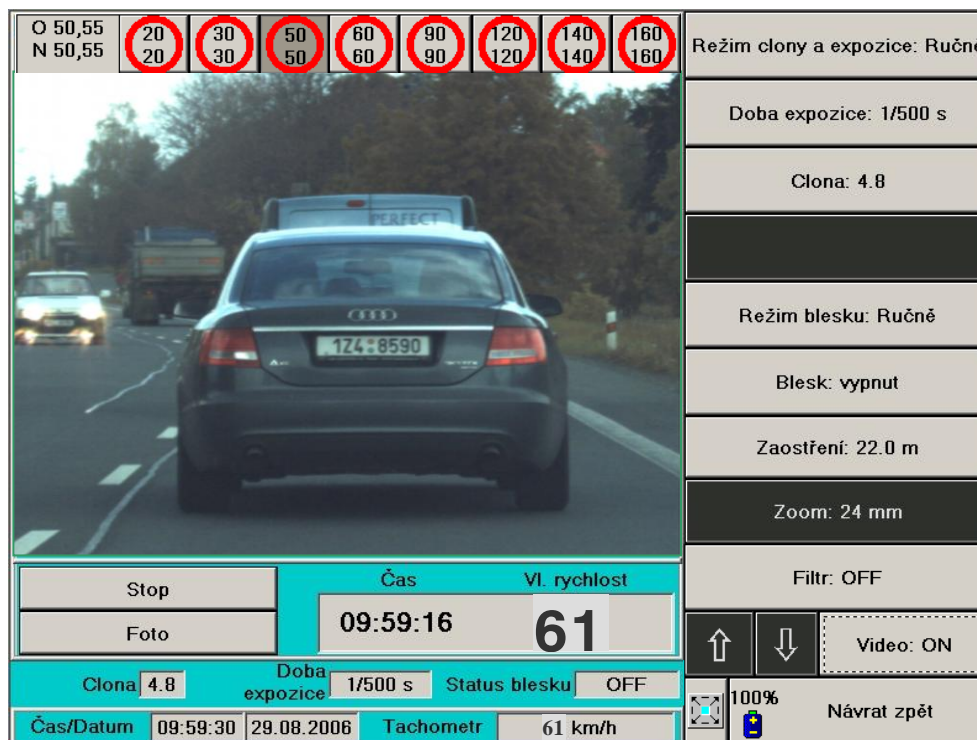 O 50,55
N 50,55
20
20
30
30
50
50
60
60
90
90
120
120
140
140
160
160
Režim clony a expozice: Ručně
Doba expozice: 1/500 s
Clona: 4.8
Režim blesku: Ručně
Blesk: vypnut
Zaostření: 22.0 m
Zoom: 24 mm
Filtr: OFF
Video: ON
100%
Návrat zpět
PERFECT
1Z4 8590
Stop
Foto
Čas
Vl. rychlost
09:59:16
61
Clona 4.8
Doba expozice 1/500 s
Status blesku OFF
Čas/Datum 09:59:30 29.08.2006
Tachometr 61 km/h